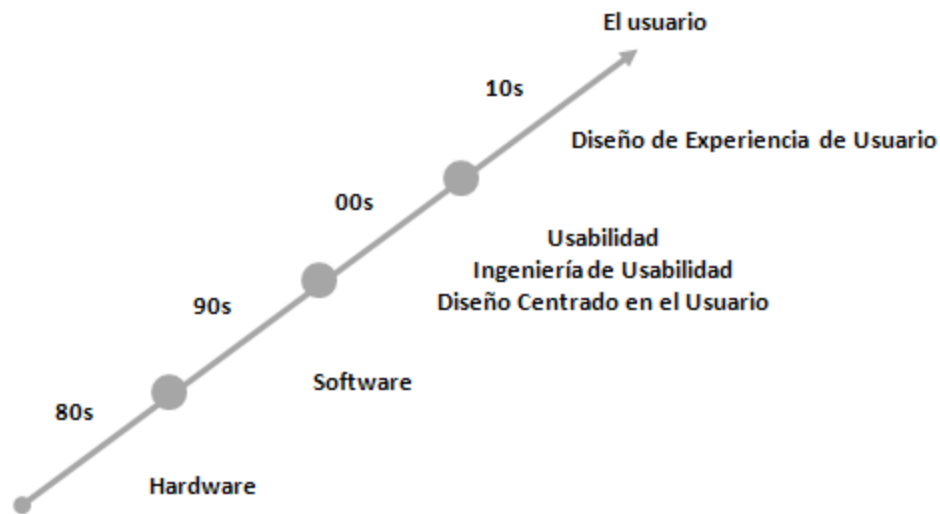 El usuario
10s
Diseño de Experiencia de Usuario
00s
Usabilidad
Ingeniería de Usabilidad
Diseño Centrado en el Usuario
90s
Software
80s
Hardware